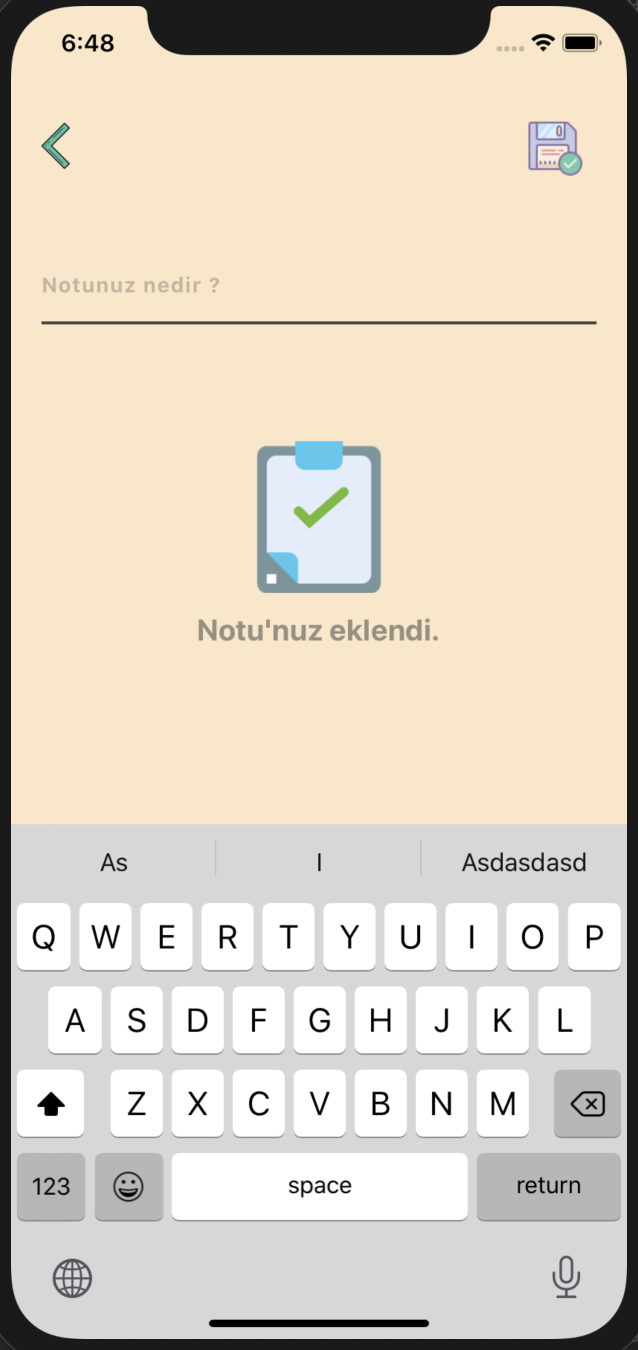 6:48
Notunuz nedir ?
Notu'nuz eklendi.
As I Asdasdasd
Q W E R T Y U I O P
A S D F G H J K L
Z X C V B N M
123 space return